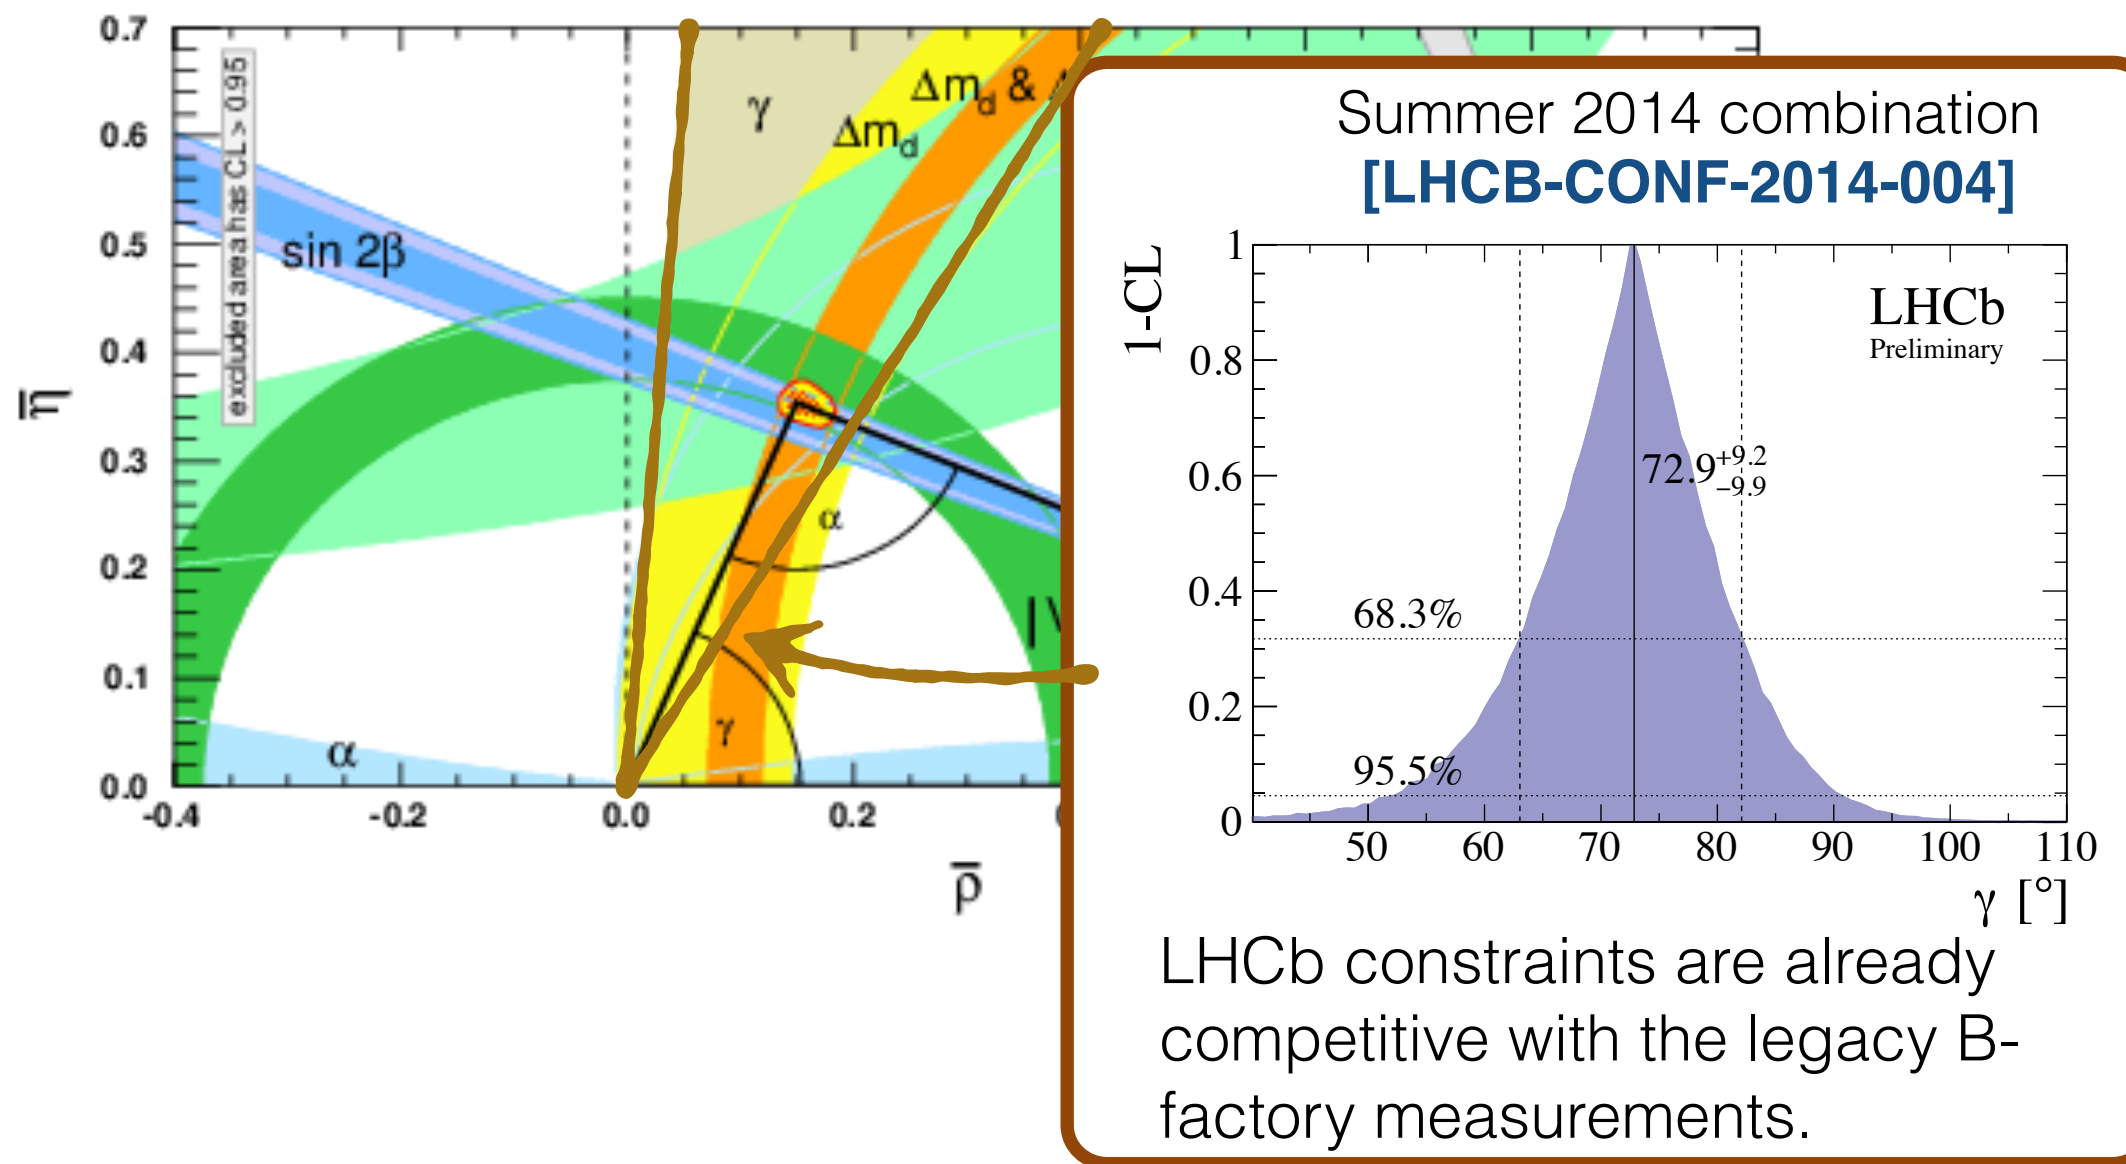 0.7
0.6
0.5
0.4
0.3
0.2
0.1
0.0
η̅
excluded area has CL > 0.95
sin 2β
γ
Δm_d
Δm_d &
α
α
γ
-0.4 -0.2 0.0 0.2
ρ̅
Summer 2014 combination
[LHCB-CONF-2014-004]
1-CL
1
0.8
0.6
0.4
0.2
0
LHCb
Preliminary
72.9 +9.2 −9.9
68.3%
95.5%
50 60 70 80 90 100 110
γ [°]
LHCb constraints are already
competitive with the legacy B-
factory measurements.